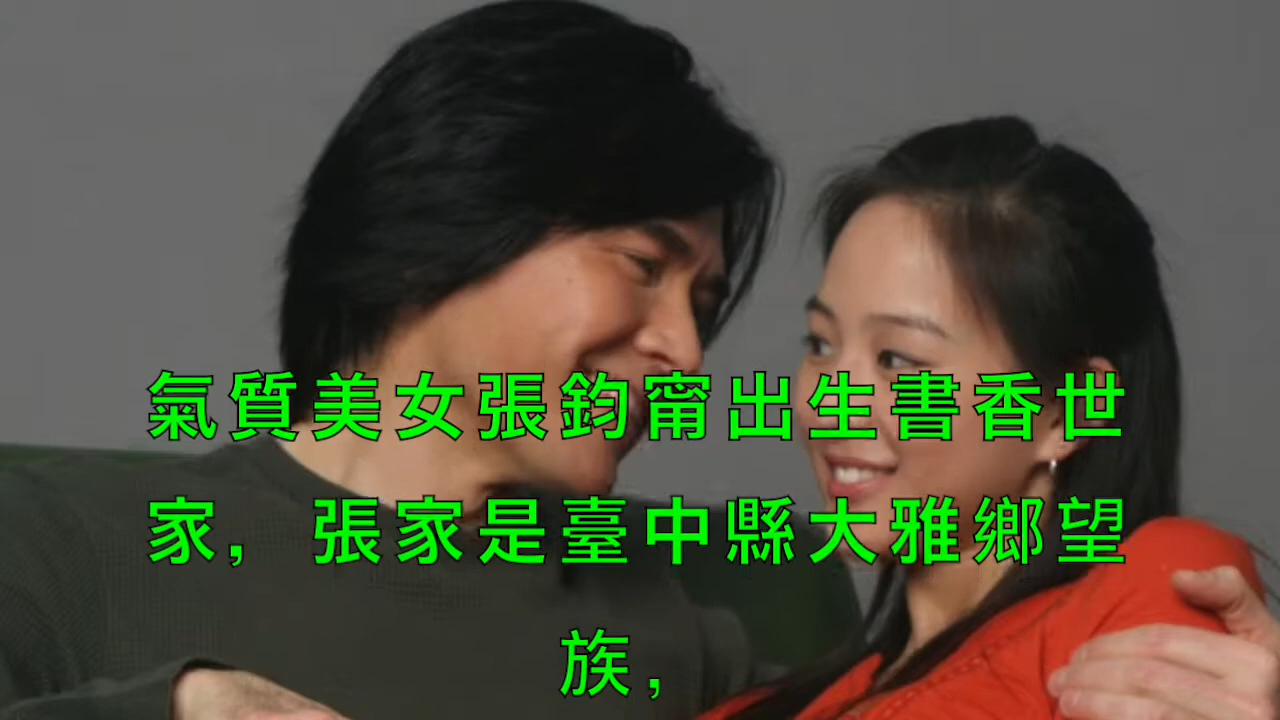 氣質美女張鈞甯出生書香世
家，張家是臺中縣大雅鄉望
族，